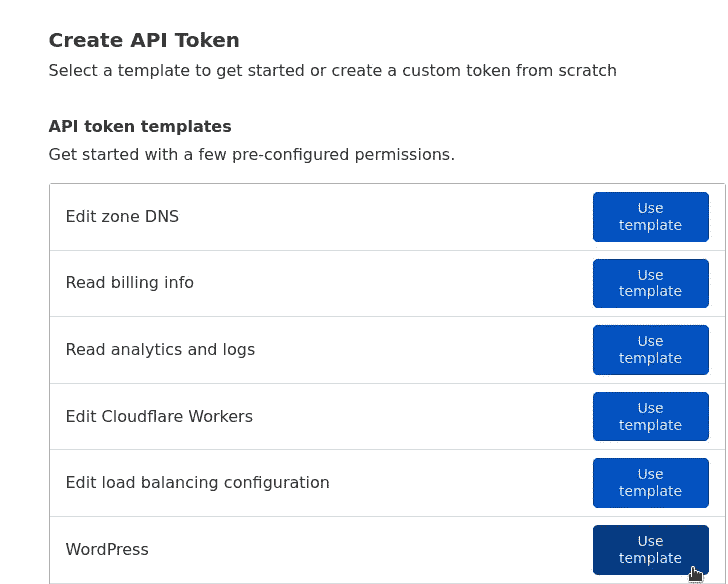 Create API Token
Select a template to get started or create a custom token from scratch
API token templates
Get started with a few pre-configured permissions.
Edit zone DNS
Use
template
Read billing info
Use
template
Read analytics and logs
Use
template
Edit Cloudflare Workers
Use
template
Edit load balancing configuration
Use
template
WordPress
Use
template